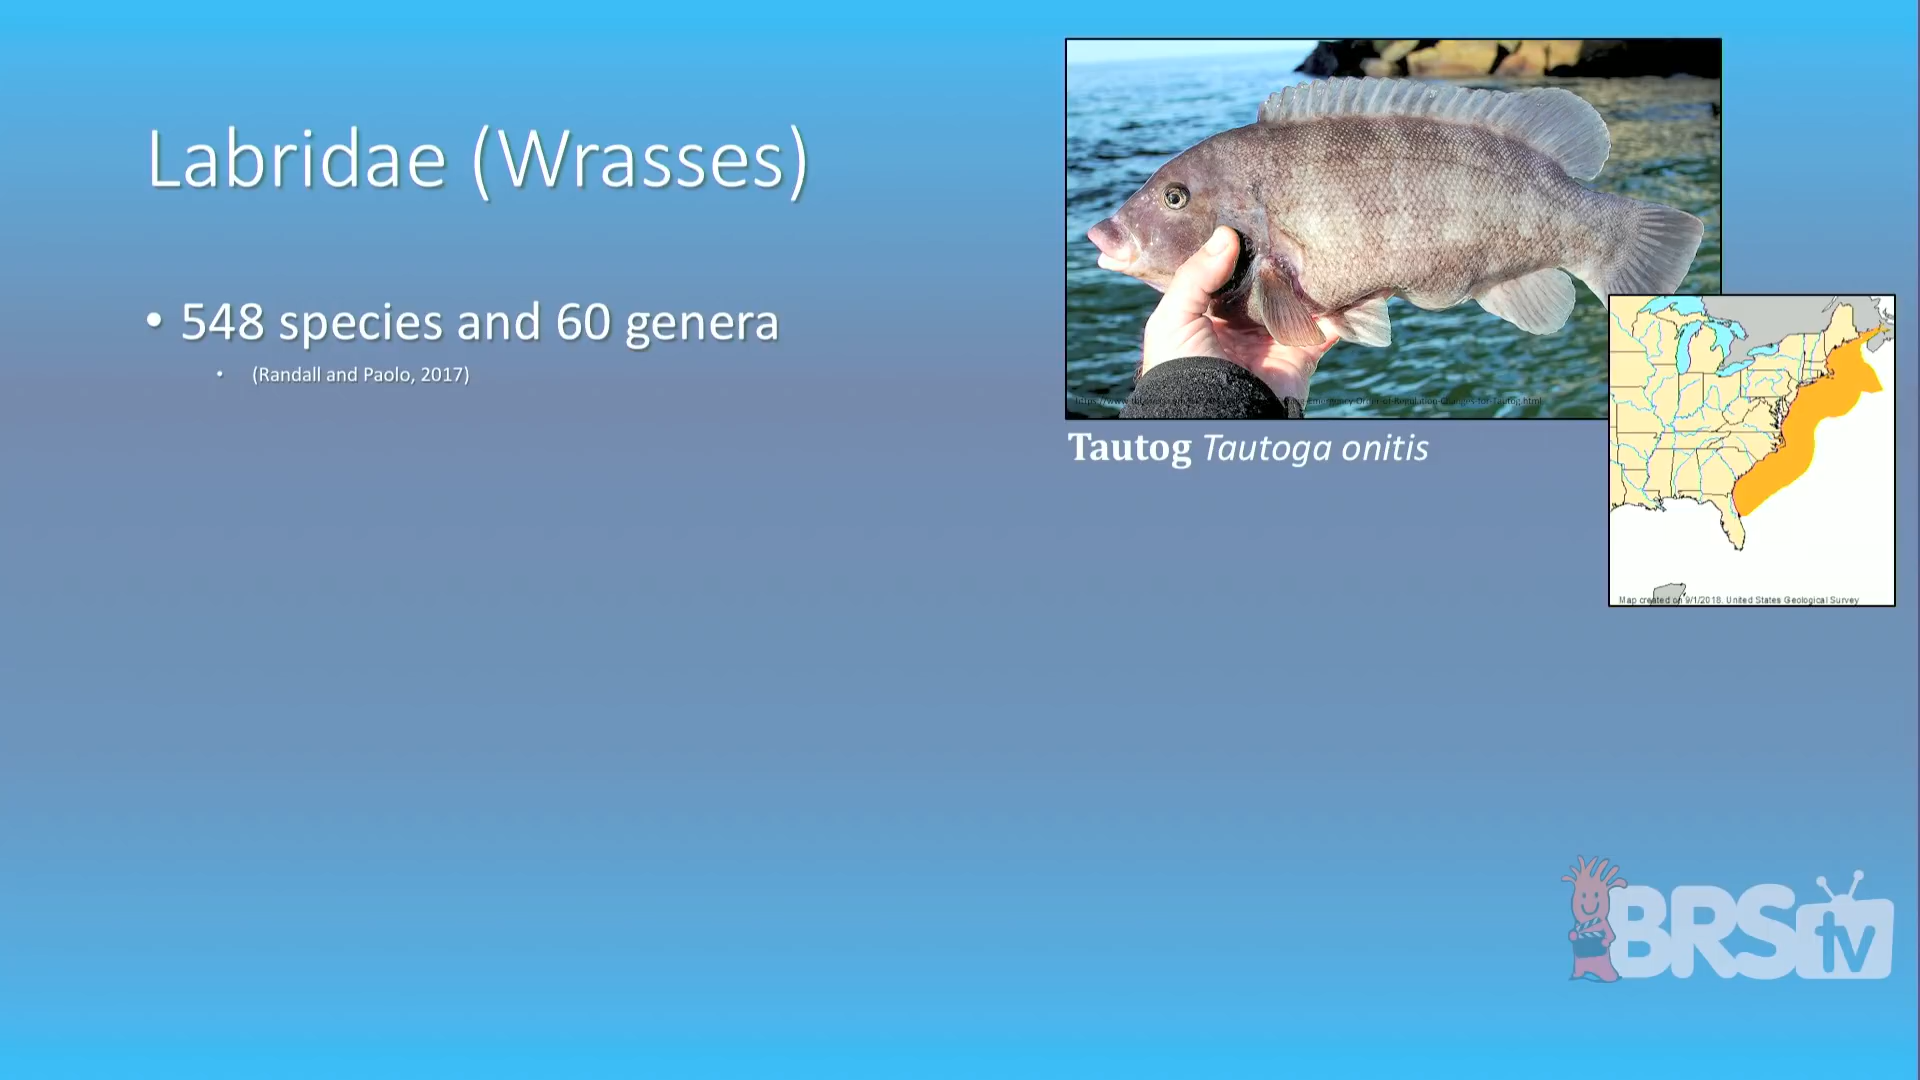 Labridae (Wrasses)
• 548 species and 60 genera
• (Randall and Paolo, 2017)
Tautog Tautoga onitis
Map created on 9/1/2018. United States Geological Survey
BRStv